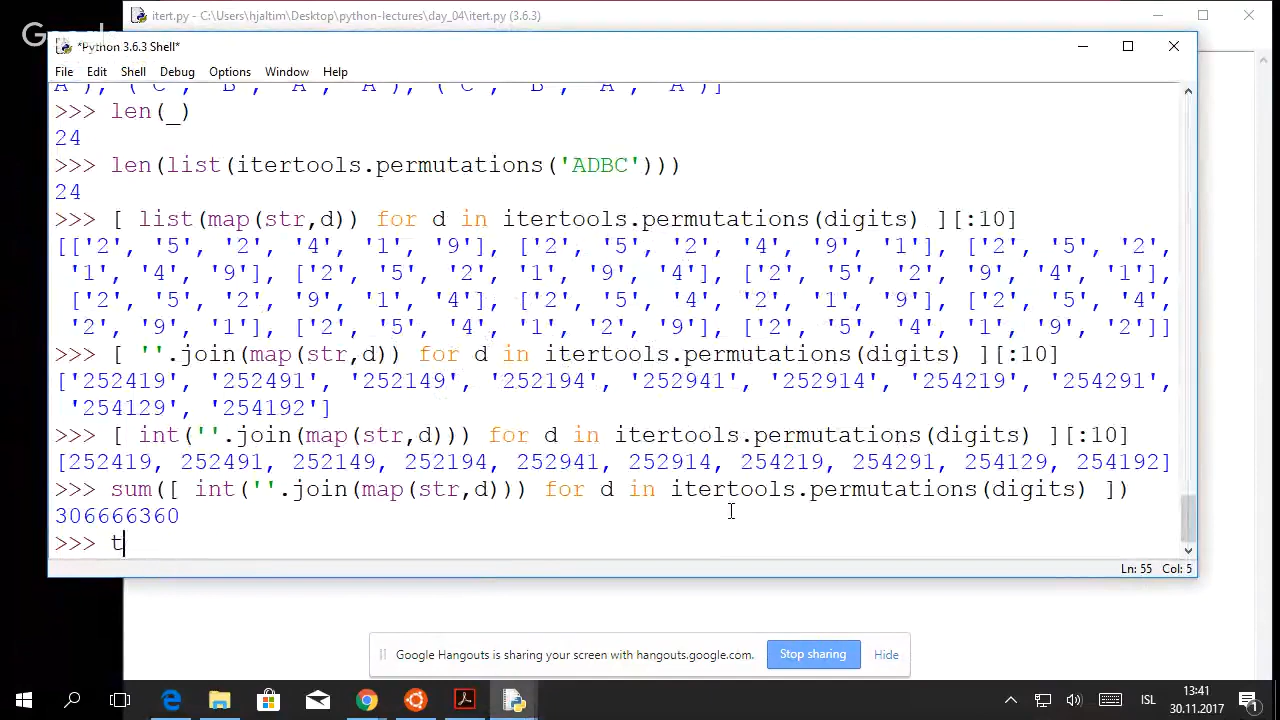 itert.py - C:\Users\hjaltim\Desktop\python-lectures\day_04\itert.py (3.6.3)
Google
*Python 3.6.3 Shell*
File Edit Shell Debug Options Window Help
A'), ('C', 'B', 'A', 'A'), ('C', 'B', 'A', 'A')]
>>> len(_)
24
>>> len(list(itertools.permutations('ADBC')))
24
>>> [ list(map(str,d)) for d in itertools.permutations(digits) ][:10]
[['2', '5', '2', '4', '1', '9'], ['2', '5', '2', '4', '9', '1'], ['2', '5', '2',
'1', '4', '9'], ['2', '5', '2', '1', '9', '4'], ['2', '5', '2', '9', '4', '1'],
['2', '5', '2', '9', '1', '4'], ['2', '5', '4', '2', '1', '9'], ['2', '5', '4',
'2', '9', '1'], ['2', '5', '4', '1', '2', '9'], ['2', '5', '4', '1', '9', '2']]
>>> [ ''.join(map(str,d)) for d in itertools.permutations(digits) ][:10]
['252419', '252491', '252149', '252194', '252941', '252914', '254219', '254291',
'254129', '254192']
>>> [ int(''.join(map(str,d))) for d in itertools.permutations(digits) ][:10]
[252419, 252491, 252149, 252194, 252941, 252914, 254219, 254291, 254129, 254192]
>>> sum([ int(''.join(map(str,d))) for d in itertools.permutations(digits) ])
306666360
>>> t
Ln: 55 Col: 5
Google Hangouts is sharing your screen with hangouts.google.com.
Stop sharing
Hide
ISL
13:41
30.11.2017
1